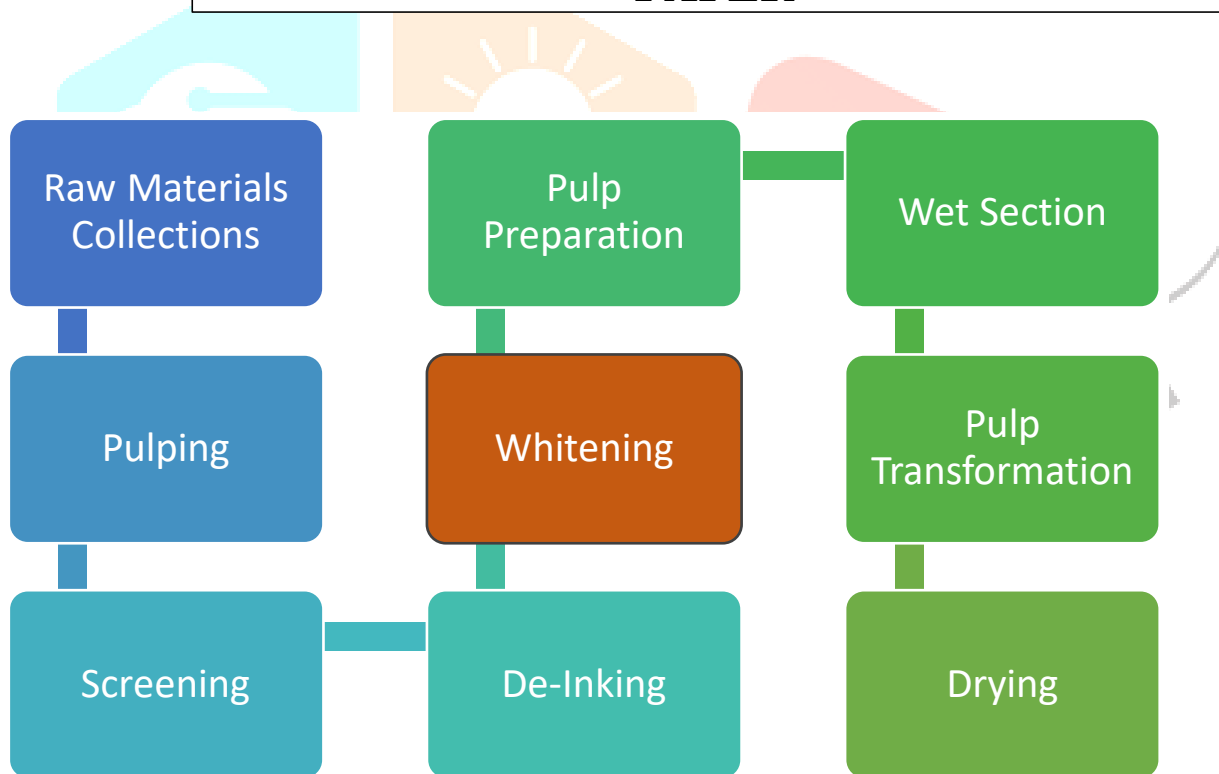 Raw Materials
Collections
Pulping
Screening
De-Inking
Whitening
Pulp
Preparation
Wet Section
Pulp
Transformation
Drying